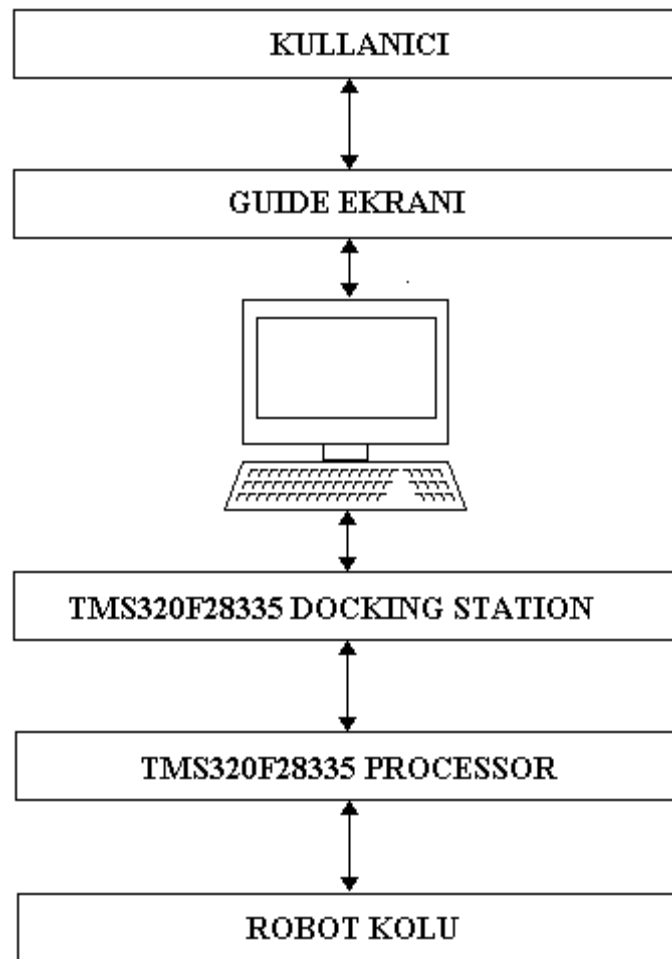 KULLANICI
GUIDE EKRANI
TMS320F28335 DOCKING STATION
TMS320F28335 PROCESSOR
ROBOT KOLU